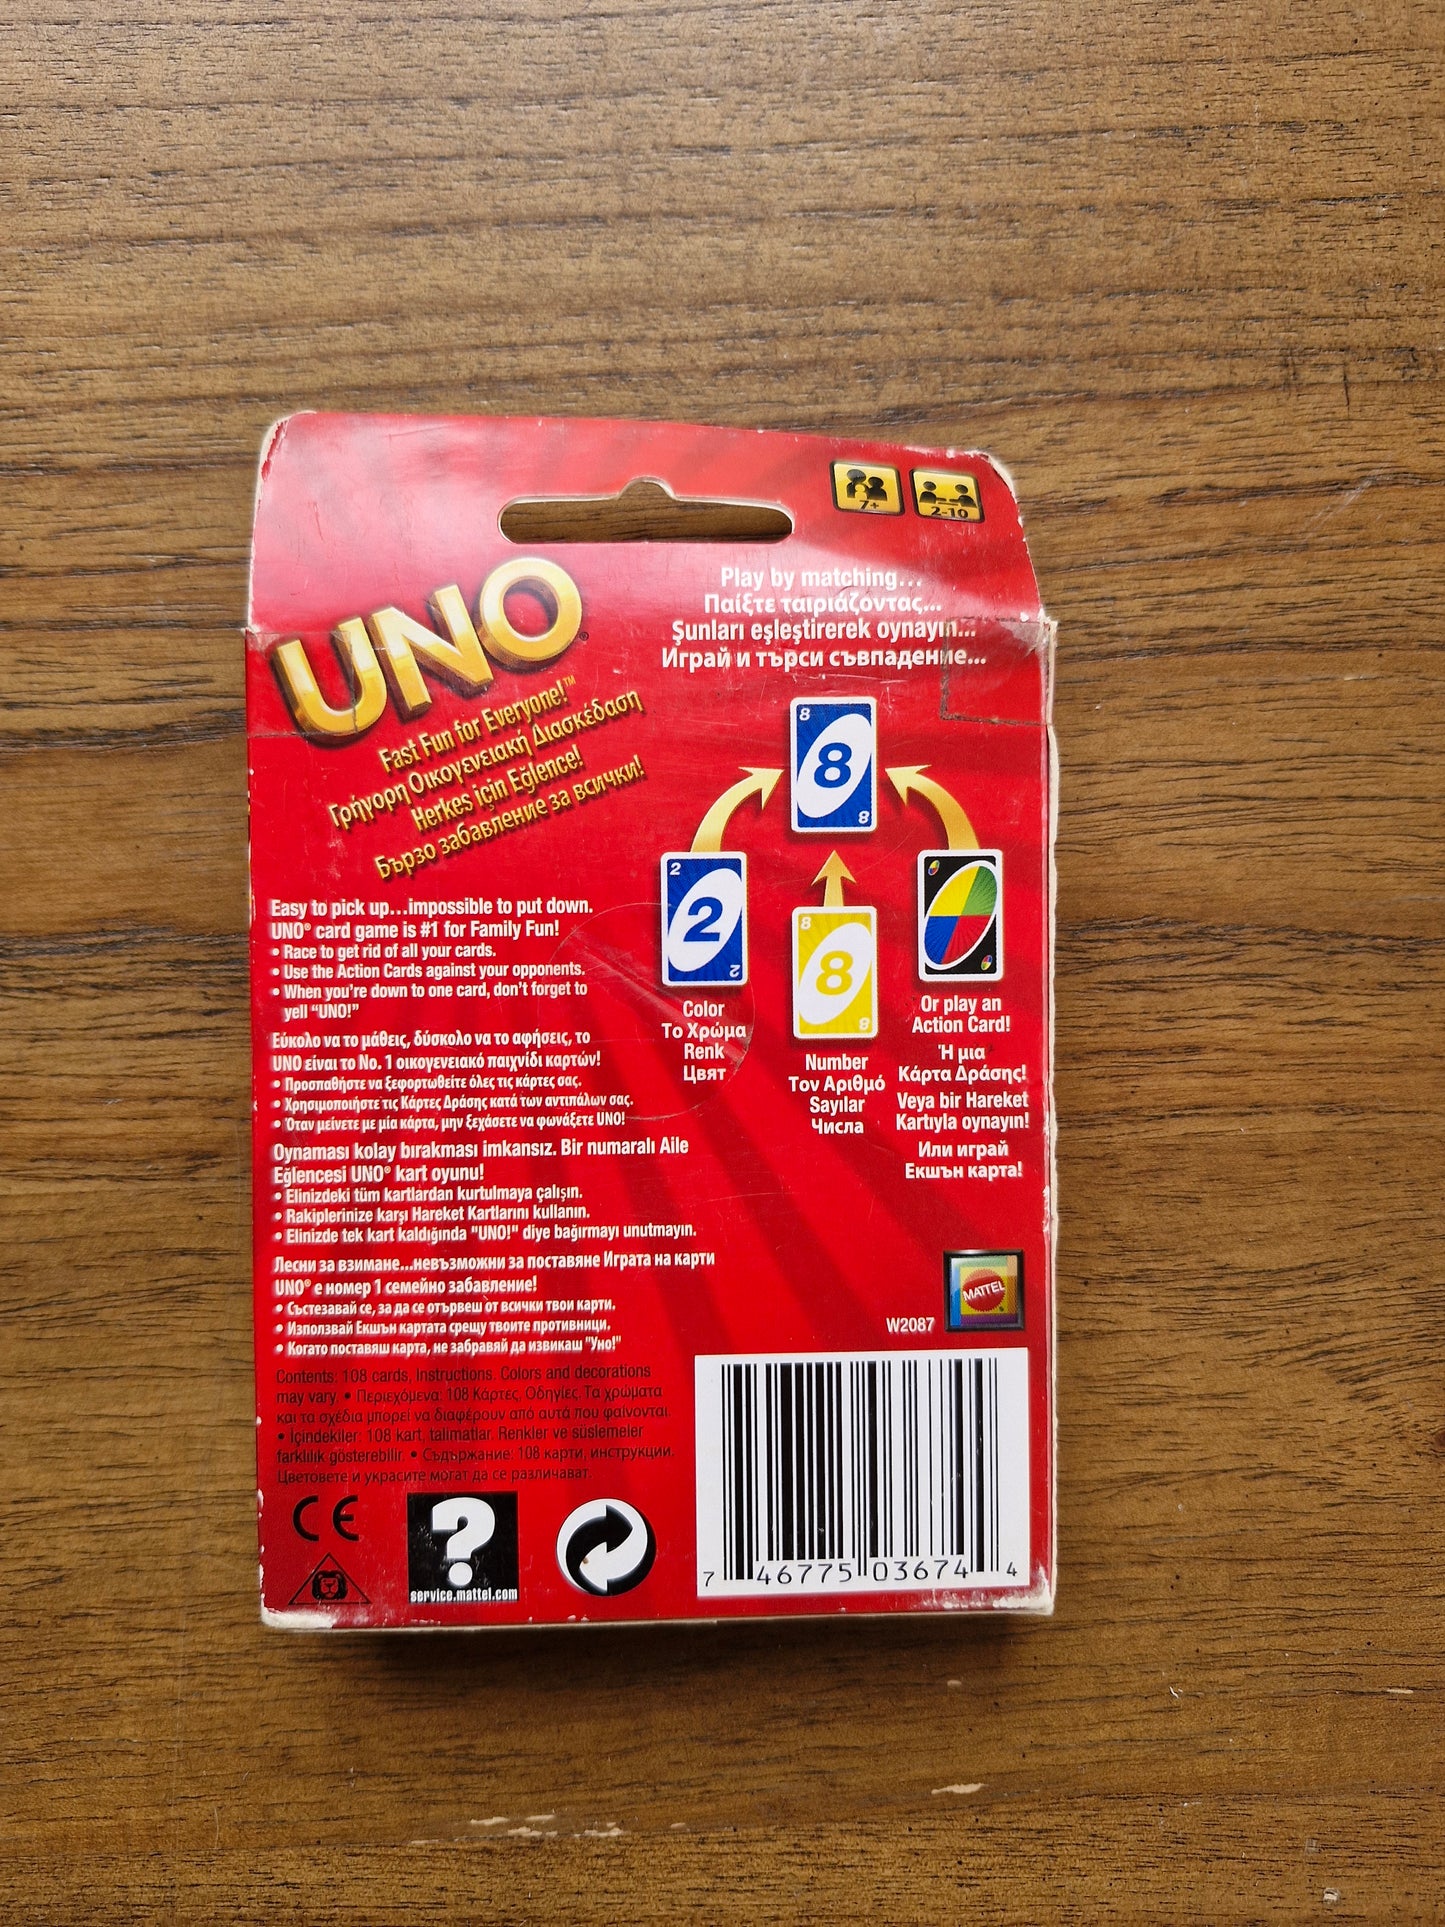 7+
2-10
UNO®
Fast Fun for Everyone!™
Γρήγορη Οικογενειακή Διασκέδαση
Herkes için Eğlence!
Бързо забавление за всички!
Play by matching...
Παίξτε ταιριάζοντας...
Şunları eşleştirerek oynayın...
Играй и търси съвпадение...
8
8
8
2
2
2
8
8
8
Color
Το Χρώμα
Renk
Цвят
Number
Τον Αριθμό
Sayılar
Числа
Or play an
Action Card!
Ή μια
Κάρτα Δράσης!
Veya bir Hareket
Kartıyla oynayın!
Или играй
Екшън карта!
Easy to pick up...impossible to put down.
UNO® card game is #1 for Family Fun!
• Race to get rid of all your cards.
• Use the Action Cards against your opponents.
• When you're down to one card, don't forget to
yell “UNO!”
Εύκολο να το μάθεις, δύσκολο να το αφήσεις, το
UNO είναι το No. 1 οικογενειακό παιχνίδι καρτών!
• Προσπαθήστε να ξεφορτωθείτε όλες τις κάρτες σας.
• Χρησιμοποιήστε τις Κάρτες Δράσης κατά των αντιπάλων σας.
• Όταν μείνετε με μία κάρτα, μην ξεχάσετε να φωνάξετε UNO!
Oynaması kolay bırakması imkansız. Bir numaralı Aile
Eğlencesi UNO® kart oyunu!
• Elinizdeki tüm kartlardan kurtulmaya çalışın.
• Rakiplerinize karşı Hareket Kartlarını kullanın.
• Elinizde tek kart kaldığında "UNO!" diye bağırmayı unutmayın.
Лесни за взимане...невъзможни за поставяне Играта на карти
UNO® е номер 1 семейно забавление!
• Състезавай се, за да се отървеш от всички твои карти.
• Използвай Екшън картата срещу твоите противници.
• Когато поставяш карта, не забравяй да извикаш "Уно!"
Contents: 108 cards, Instructions. Colors and decorations
may vary. • Περιεχόμενα: 108 Κάρτες, Οδηγίες. Τα χρώματα
και τα σχέδια μπορεί να διαφέρουν από αυτά που φαίνονται.
• İçindekiler: 108 kart, talimatlar. Renkler ve süslemeler
farklılık gösterebilir. • Съдържание: 108 карти, инструкции.
Цветовете и украсите могат да се различават.
MATTEL
W2087
CE
?
service.mattel.com
7 46775 03674 4